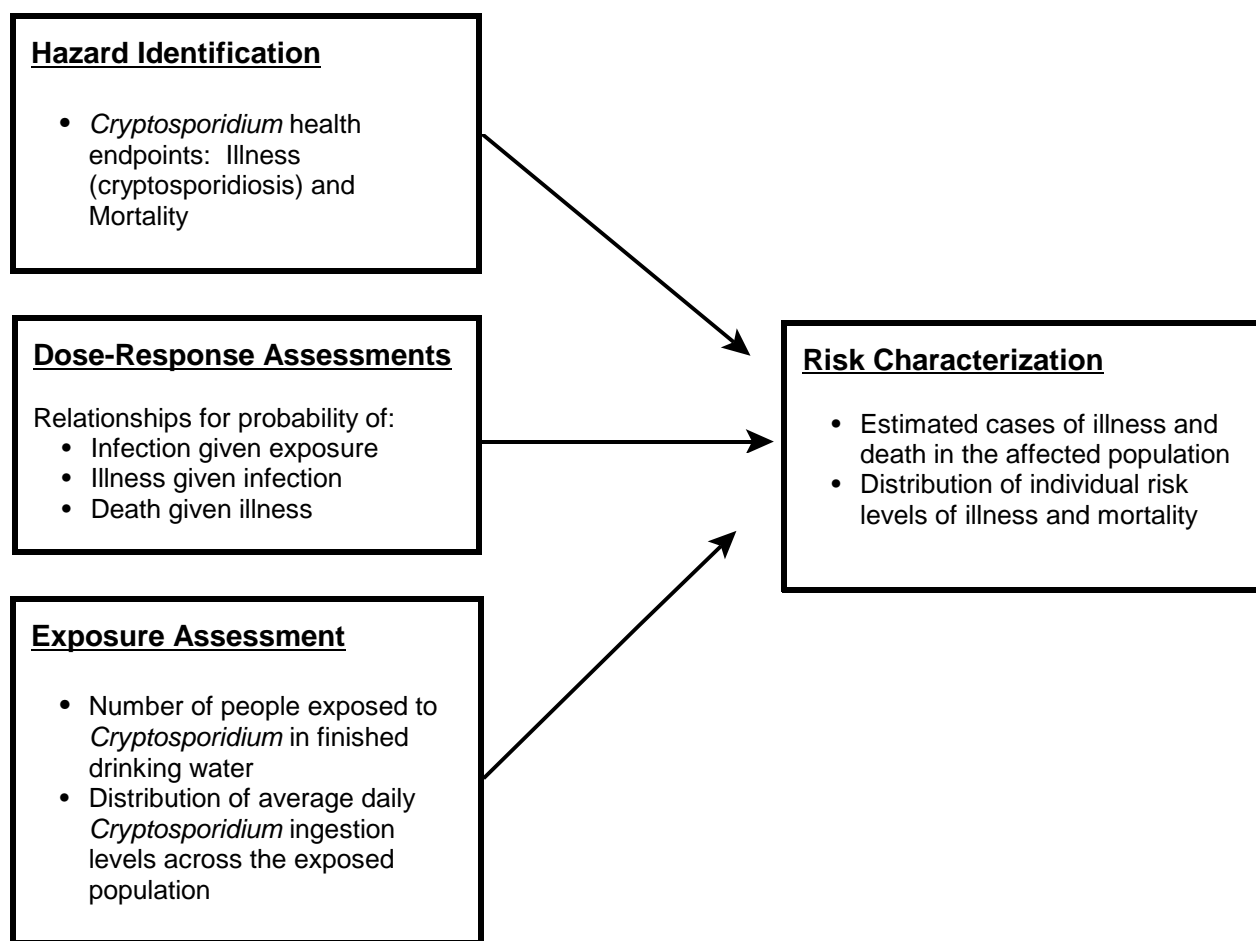 Hazard Identification
• Cryptosporidium health
endpoints: Illness
(cryptosporidiosis) and
Mortality
Dose-Response Assessments
Relationships for probability of:
• Infection given exposure
• Illness given infection
• Death given illness
Exposure Assessment
• Number of people exposed to
Cryptosporidium in finished
drinking water
• Distribution of average daily
Cryptosporidium ingestion
levels across the exposed
population
Risk Characterization
• Estimated cases of illness and
death in the affected population
• Distribution of individual risk
levels of illness and mortality